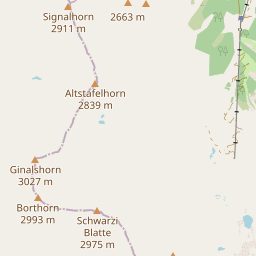 Signalhorn
2911 m
2663 m
Altstafelhorn
2839 m
Ginalshorn
3027 m
Borthorn
2993 m
Schwarzi
Blatte
2975 m